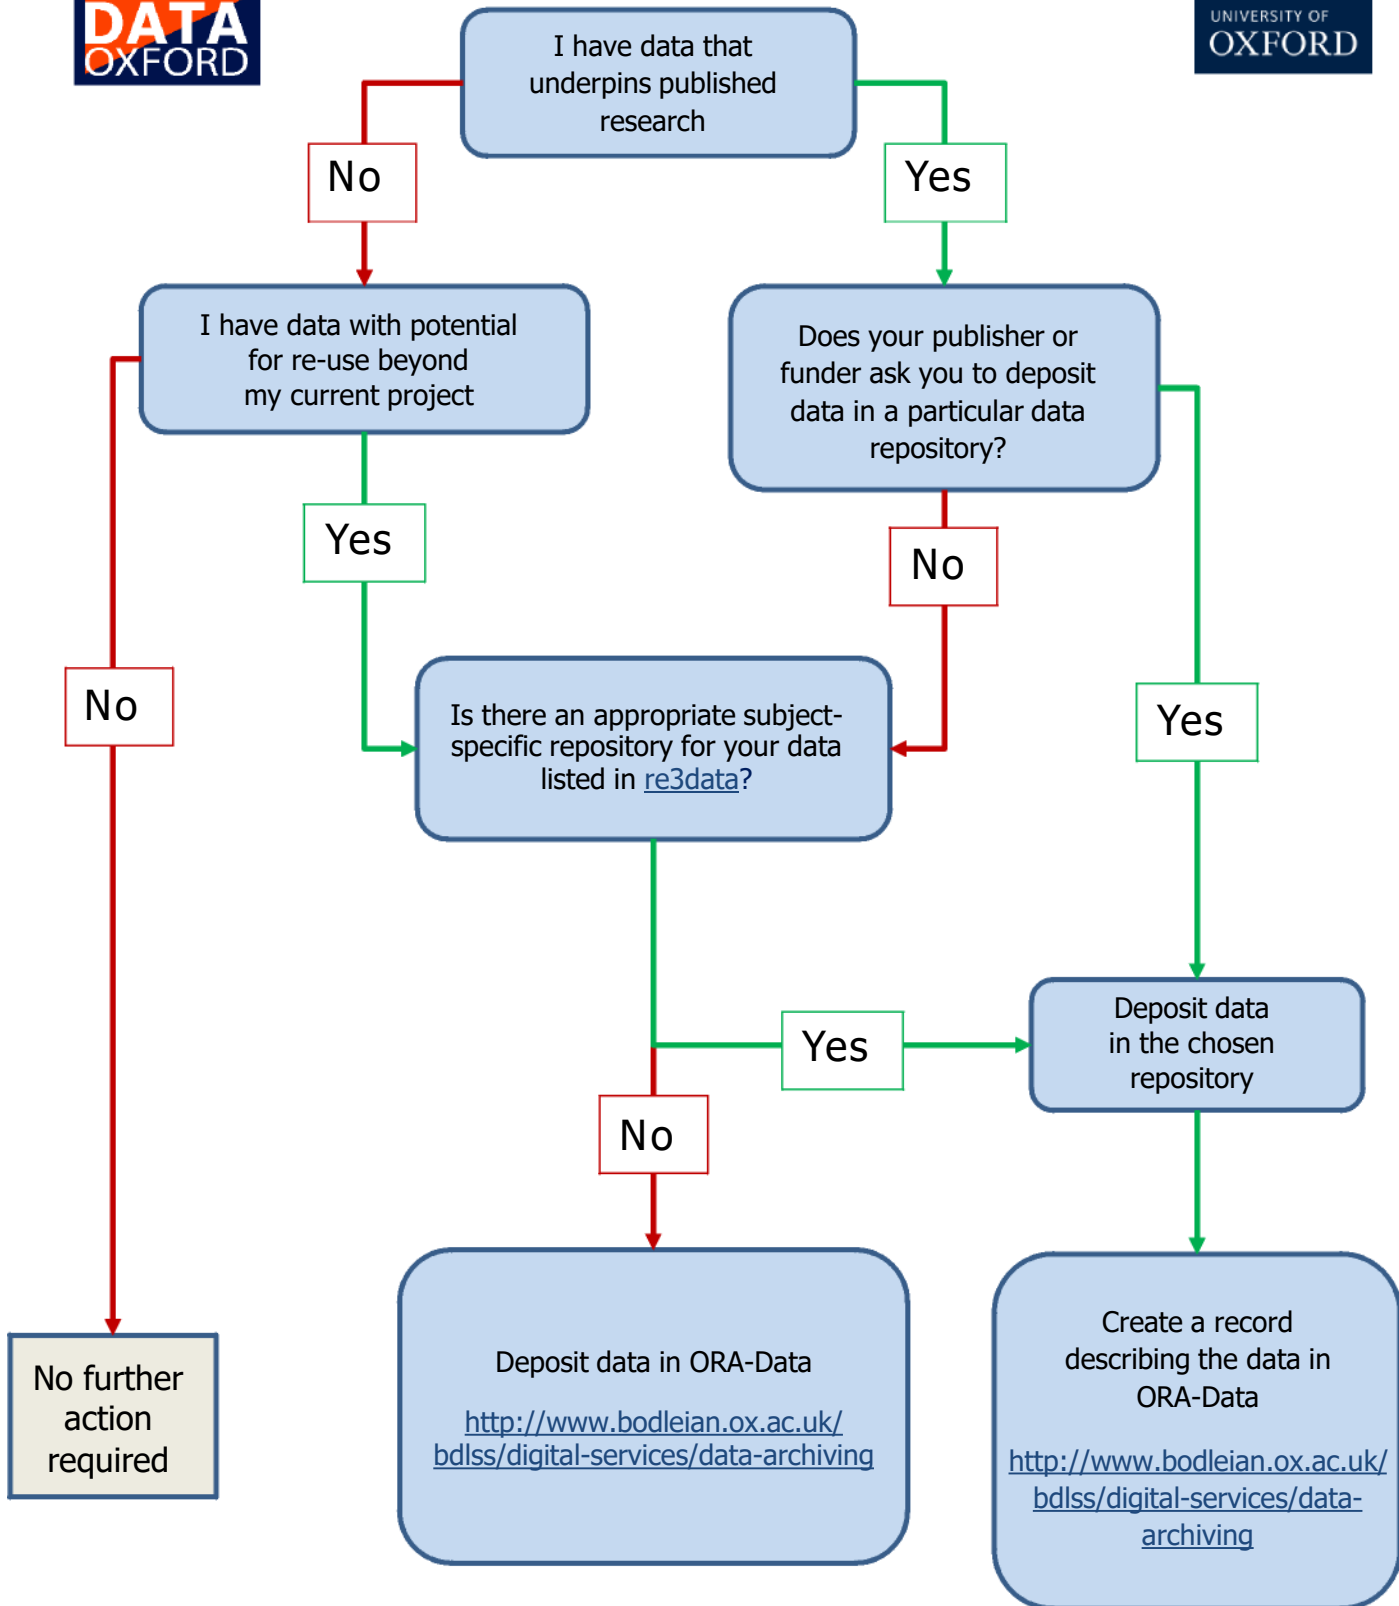 DATA
OXFORD
UNIVERSITY OF
OXFORD
I have data that
underpins published
research
No
Yes
I have data with potential
for re-use beyond
my current project
Does your publisher or
funder ask you to deposit
data in a particular data
repository?
Yes
No
No
Is there an appropriate subject-
specific repository for your data
listed in re3data?
Yes
Deposit data
in the chosen
repository
Yes
No
Deposit data in ORA-Data
http://www.bodleian.ox.ac.uk/
bdlss/digital-services/data-archiving
Create a record
describing the data in
ORA-Data
http://www.bodleian.ox.ac.uk/
bdlss/digital-services/data-
archiving
No further
action
required